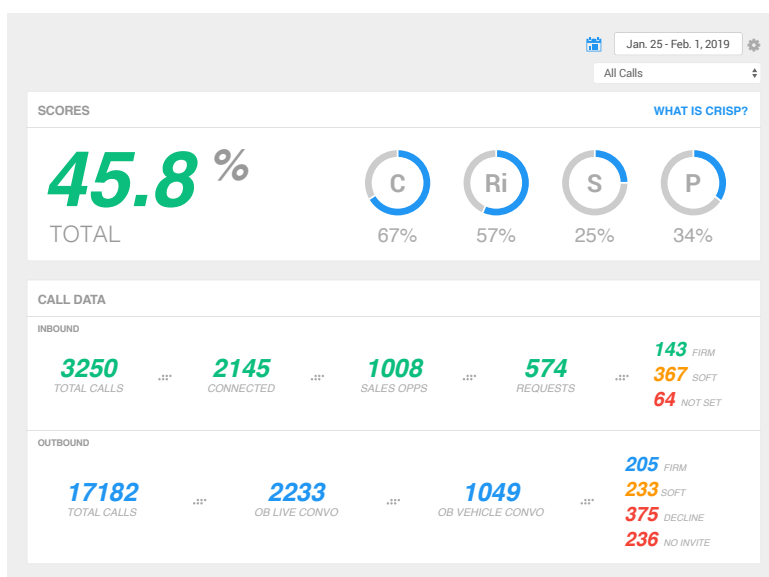 Jan. 25 - Feb. 1, 2019
All Calls
SCORES
WHAT IS CRISP?
45.8 %
TOTAL
C Ri S P
67% 57% 25% 34%
CALL DATA
INBOUND
3250 2145 1008 574
TOTAL CALLS CONNECTED SALES OPPS REQUESTS
143 FIRM
367 SOFT
64 NOT SET
OUTBOUND
17182 2233 1049
TOTAL CALLS OB LIVE CONVO OB VEHICLE CONVO
205 FIRM
233 SOFT
375 DECLINE
236 NO INVITE